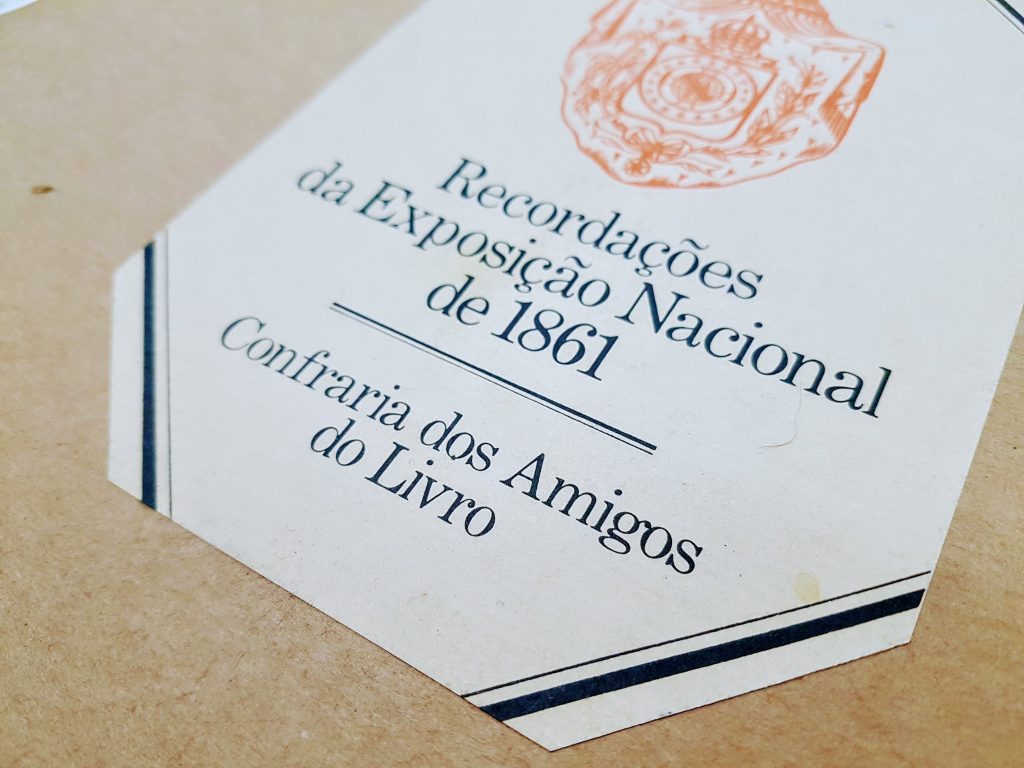 Recordações
da Exposição Nacional
de 1861
Confraria dos Amigos
do Livro